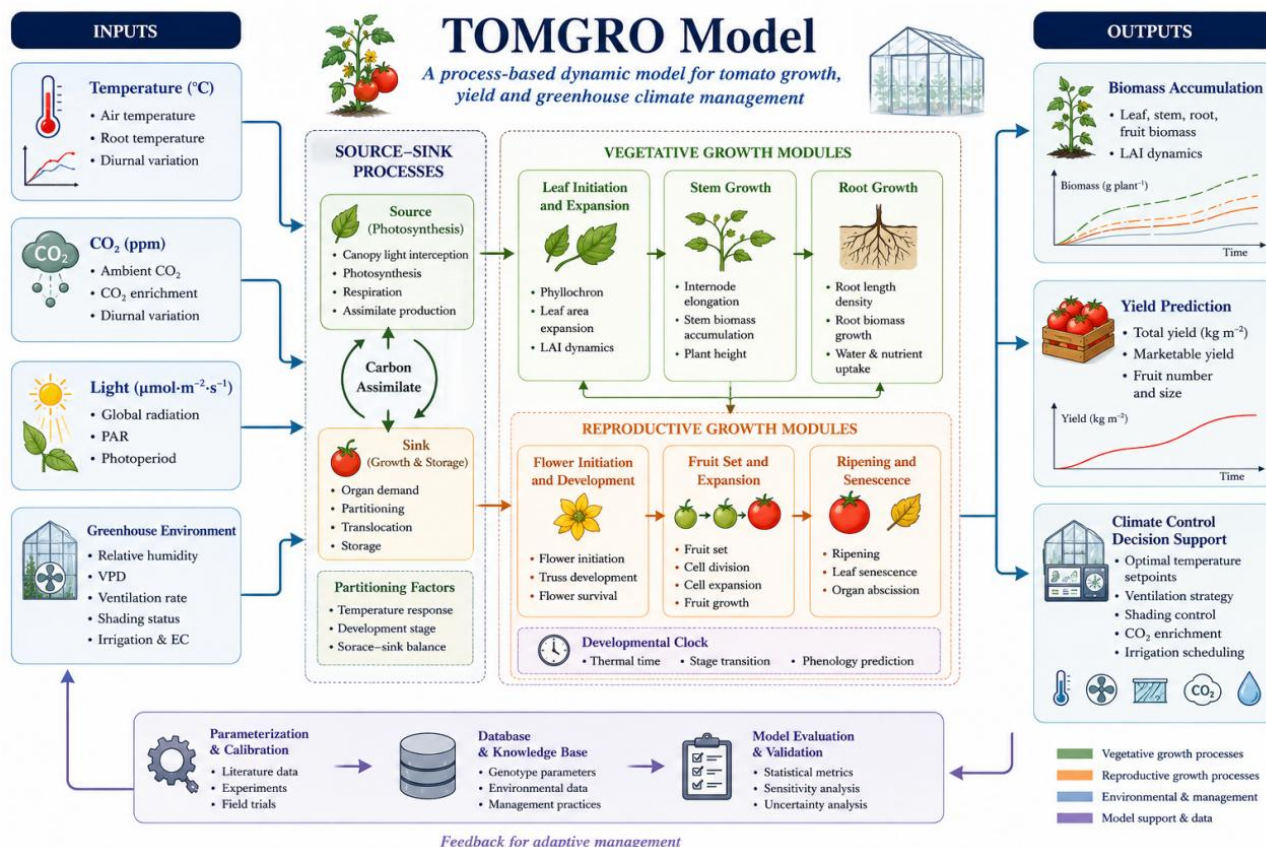 INPUTS
TOMGRO Model
A process-based dynamic model for tomato growth,
yield and greenhouse climate management
OUTPUTS
Temperature (°C)
• Air temperature
• Root temperature
• Diurnal variation
CO₂ (ppm)
CO₂
• Ambient CO₂
• CO₂ enrichment
• Diurnal variation
Light (µmol·m⁻²·s⁻¹)
• Global radiation
• PAR
• Photoperiod
Greenhouse Environment
• Relative humidity
• VPD
• Ventilation rate
• Shading status
• Irrigation & EC
SOURCE–SINK
PROCESSES
Source
(Photosynthesis)
• Canopy light interception
• Photosynthesis
• Respiration
• Assimilate production
Carbon
Assimilate
Sink
(Growth & Storage)
• Organ demand
• Partitioning
• Translocation
• Storage
Partitioning Factors
• Temperature response
• Development stage
• Sorace–sink balance
VEGETATIVE GROWTH MODULES
Leaf Initiation
and Expansion
• Phyllochron
• Leaf area
expansion
• LAI dynamics
Stem Growth
• Internode
elongation
• Stem biomass
accumulation
• Plant height
Root Growth
• Root length
density
• Root biomass
growth
• Water & nutrient
uptake
REPRODUCTIVE GROWTH MODULES
Flower Initiation
and Development
• Flower initiation
• Truss development
• Flower survival
Fruit Set and
Expansion
• Fruit set
• Cell division
• Cell expansion
• Fruit growth
Ripening and
Senescence
• Ripening
• Leaf senescence
• Organ abscission
Developmental Clock
• Thermal time • Stage transition • Phenology prediction
Biomass Accumulation
• Leaf, stem, root,
fruit biomass
• LAI dynamics
Biomass (g plant⁻¹)
Time
Yield Prediction
• Total yield (kg m⁻²)
• Marketable yield
• Fruit number
and size
Yield (kg m⁻²)
Time
Climate Control
Decision Support
• Optimal temperature
setpoints
• Ventilation strategy
• Shading control
• CO₂ enrichment
• Irrigation scheduling
CO₂
Parameterization
& Calibration
• Literature data
• Experiments
• Field trials
Database
& Knowledge Base
• Genotype parameters
• Environmental data
• Management practices
Model Evaluation
& Validation
• Statistical metrics
• Sensitivity analysis
• Uncertainty analysis
Feedback for adaptive management
Vegetative growth processes
Reproductive growth processes
Environmental & management
Model support & data